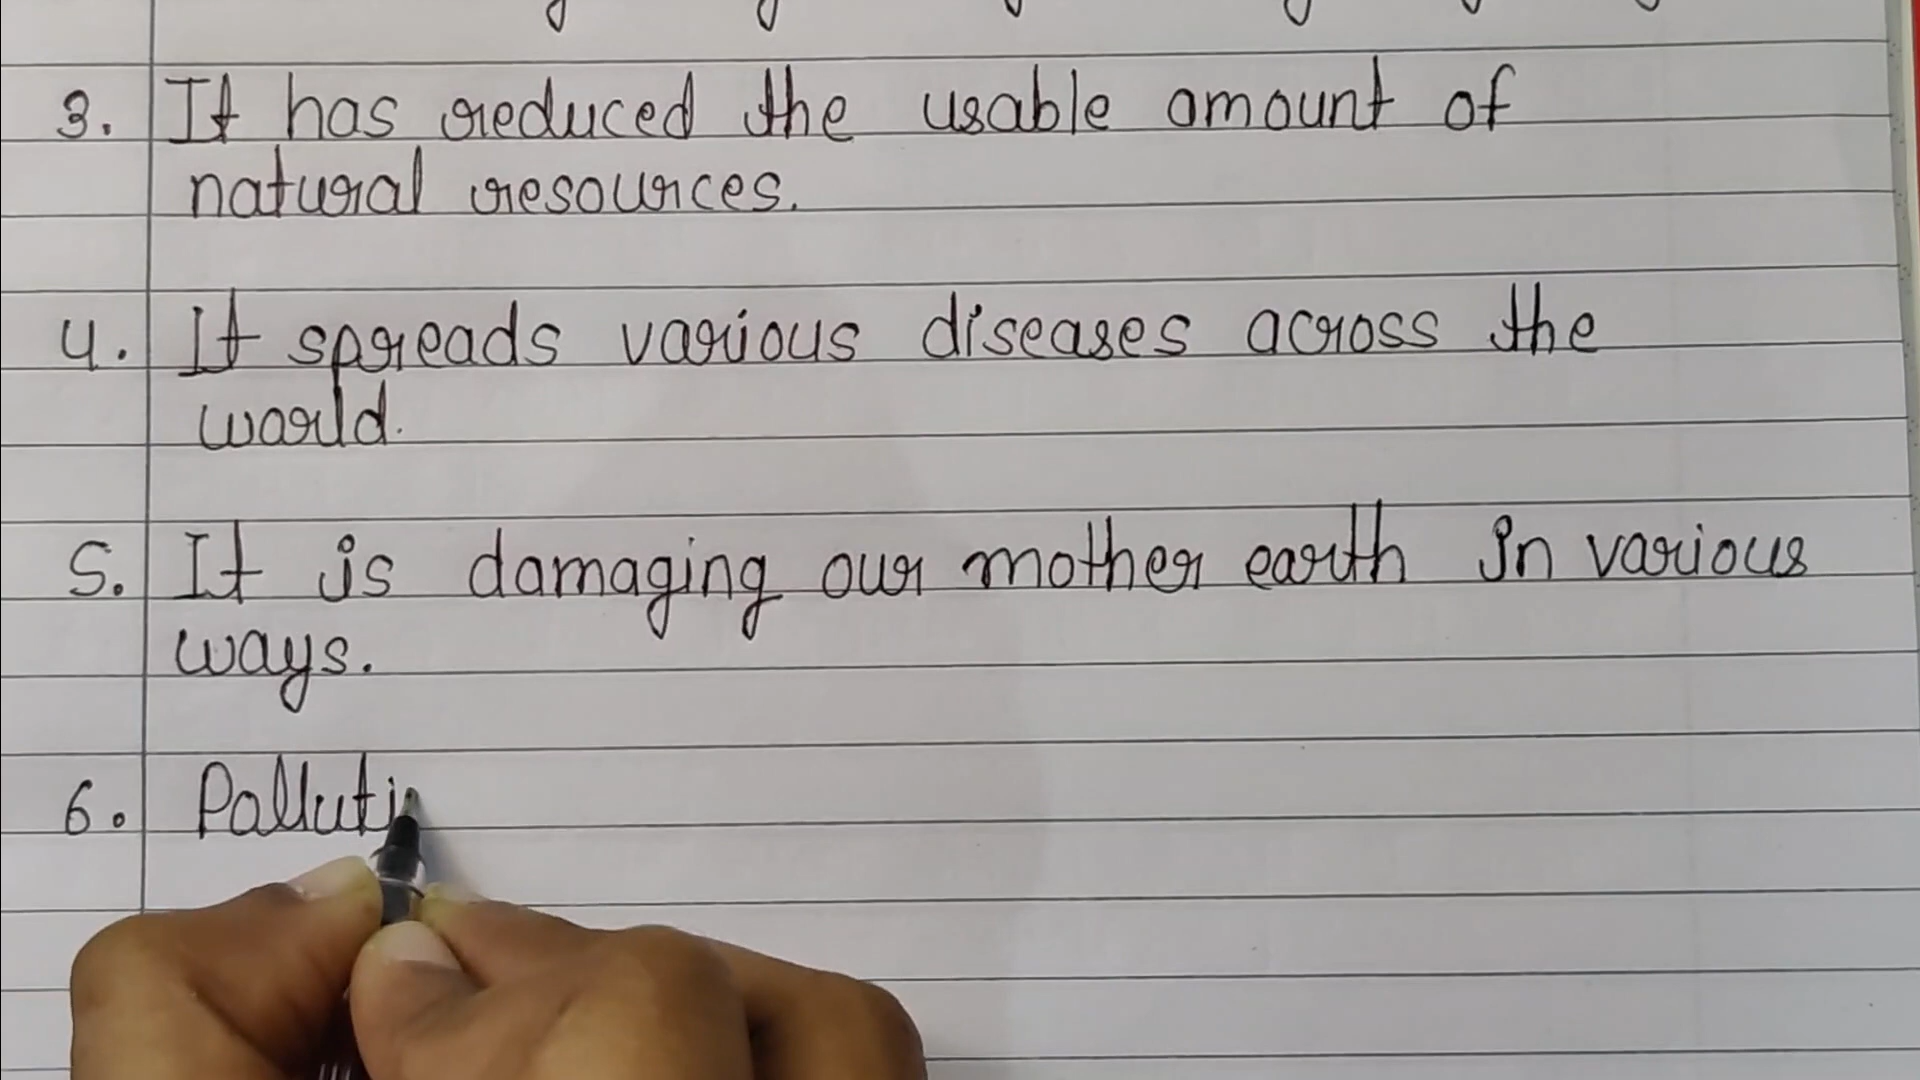 3. It has reduced the usable amount of
natural resources.
4. It spreads various diseases across the
world.
5. It is damaging our mother earth in various
ways.
6. Polluti